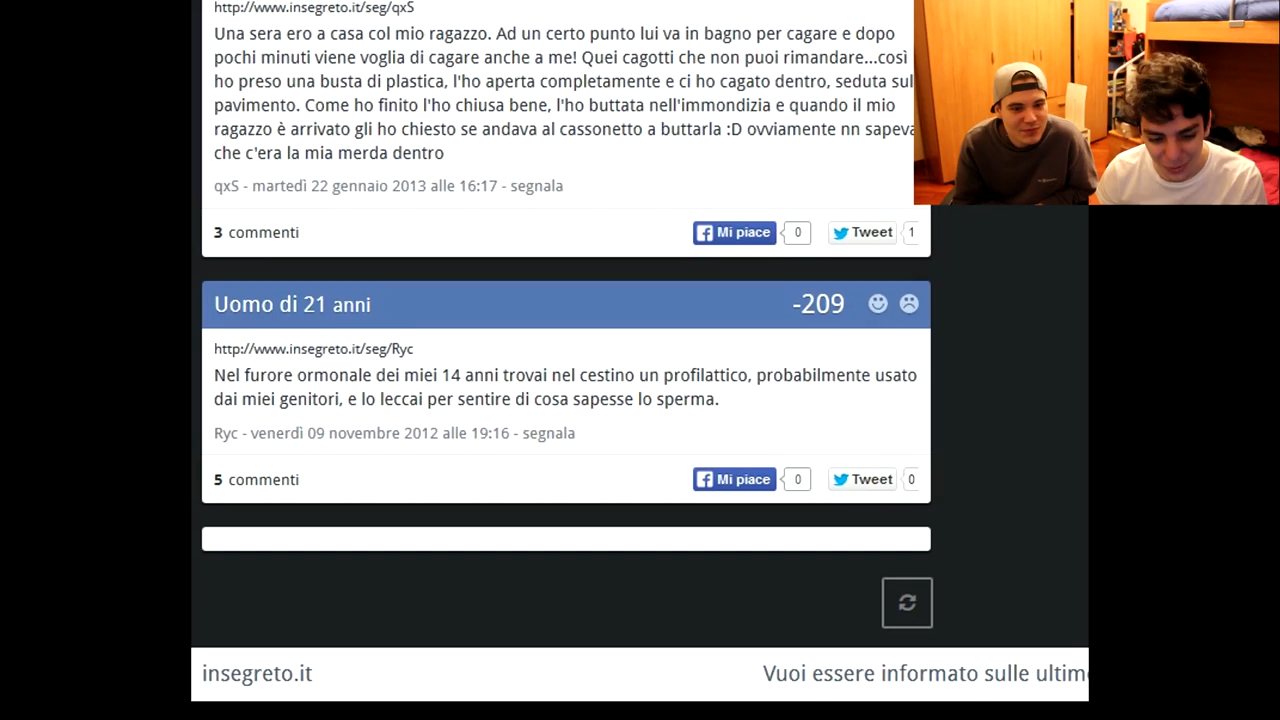 http://www.insegreto.it/seg/qxS
Una sera ero a casa col mio ragazzo. Ad un certo punto lui va in bagno per cagare e dopo
pochi minuti viene voglia di cagare anche a me! Quei cagotti che non puoi rimandare...così
ho preso una busta di plastica, l'ho aperta completamente e ci ho cagato dentro, seduta sul
pavimento. Come ho finito l'ho chiusa bene, l'ho buttata nell'immondizia e quando il mio
ragazzo è arrivato gli ho chiesto se andava al cassonetto a buttarla :D ovviamente nn sapeva
che c'era la mia merda dentro
qxS - martedì 22 gennaio 2013 alle 16:17 - segnala
3 commenti Mi piace 0 Tweet 1
Uomo di 21 anni -209
http://www.insegreto.it/seg/Ryc
Nel furore ormonale dei miei 14 anni trovai nel cestino un profilattico, probabilmente usato
dai miei genitori, e lo leccai per sentire di cosa sapesse lo sperma.
Ryc - venerdì 09 novembre 2012 alle 19:16 - segnala
5 commenti Mi piace 0 Tweet 0
insegreto.it Vuoi essere informato sulle ultime